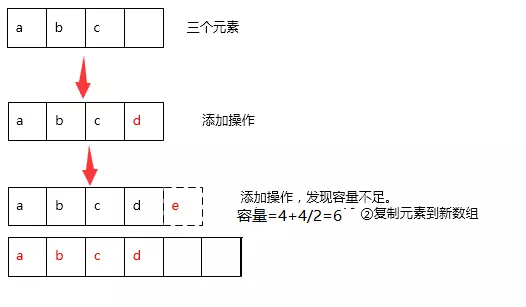 a b c 三个元素
a b c d 添加操作
a b c d e 添加操作，发现容量不足。
容量=4+4/2=6 ②复制元素到新数组
a b c d